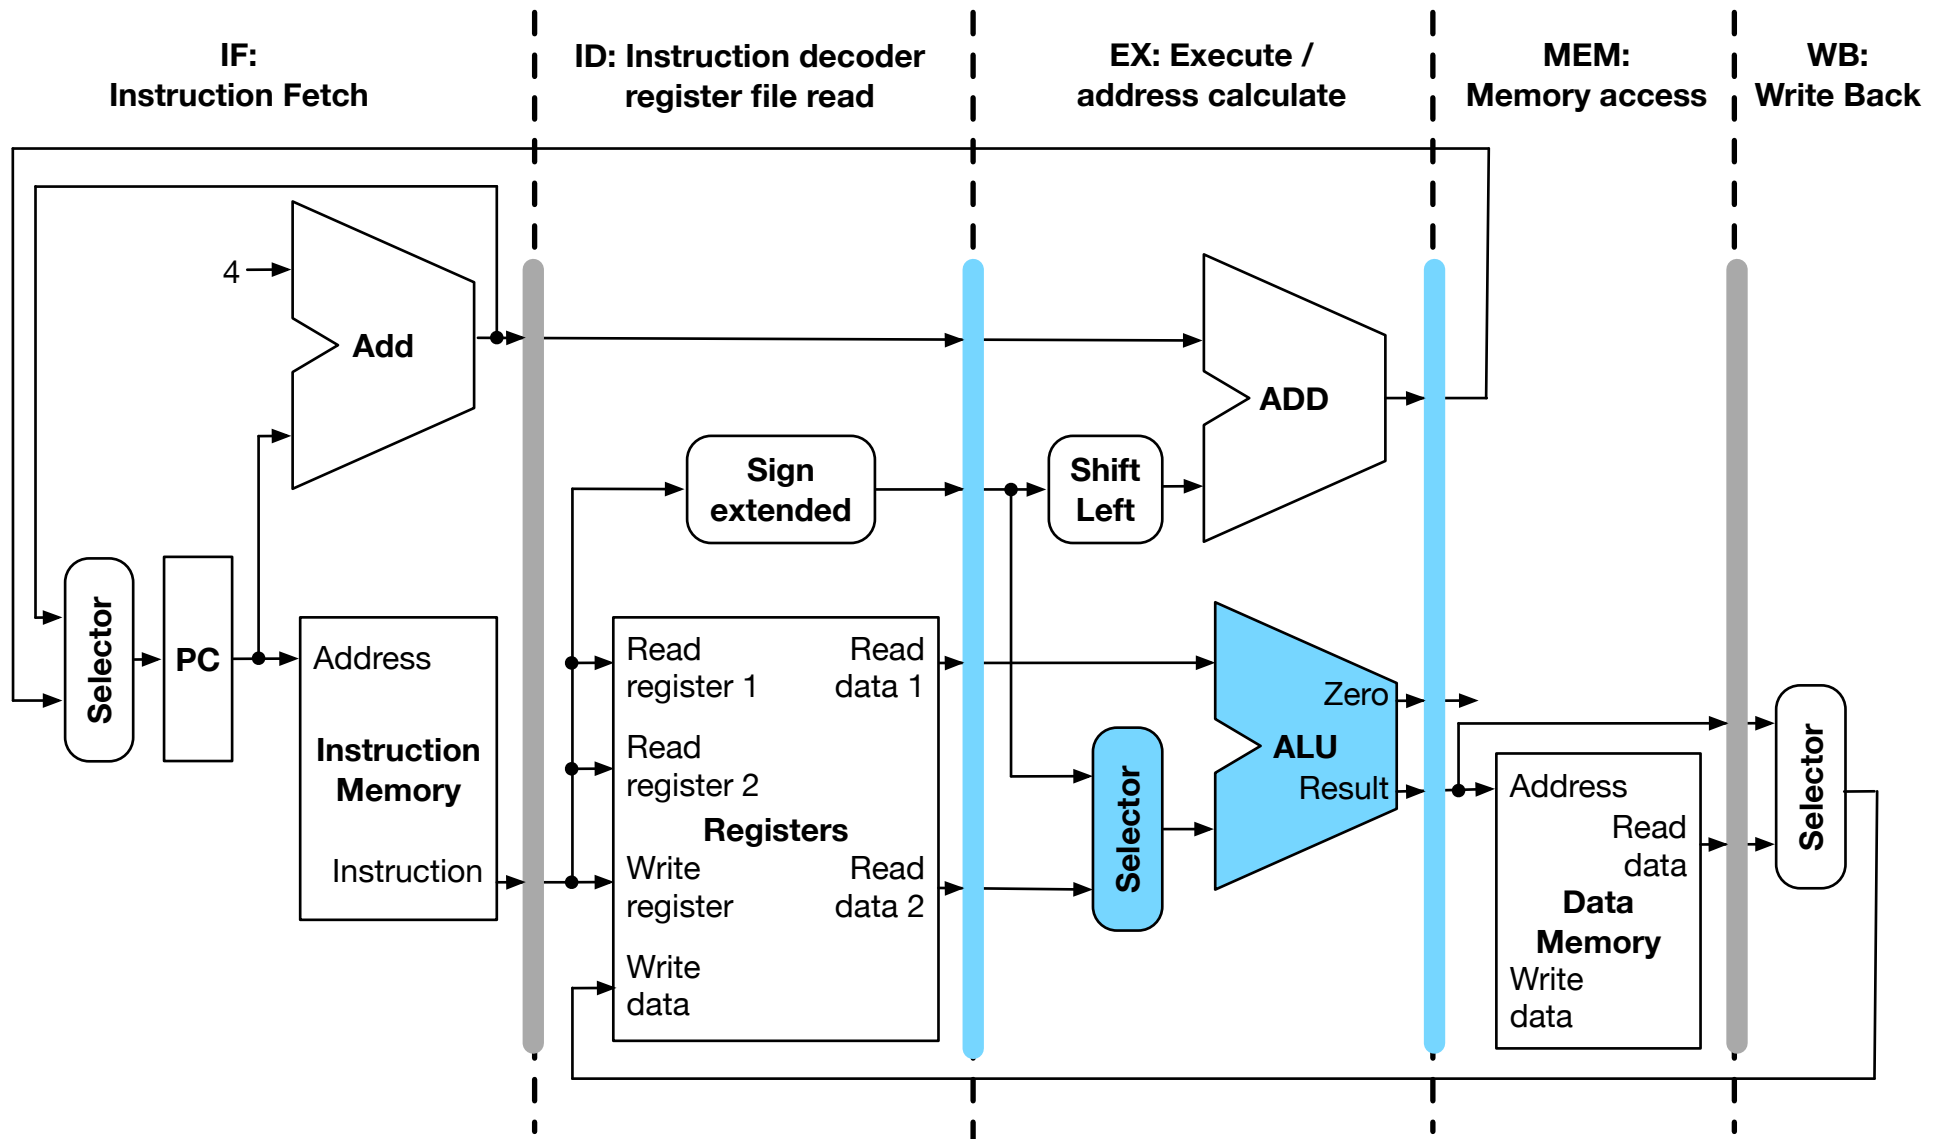 IF:
Instruction Fetch
ID: Instruction decoder
register file read
EX: Execute /
address calculate
MEM:
Memory access
WB:
Write Back
4
Add
ADD
Sign
extended
Shift
Left
Selector
PC
Address
Instruction
Memory
Instruction
Read
register 1
Read
data 1
Read
register 2
Registers
Write
register
Read
data 2
Write
data
Selector
Zero
ALU
Result
Address
Read
data
Data
Memory
Write
data
Selector